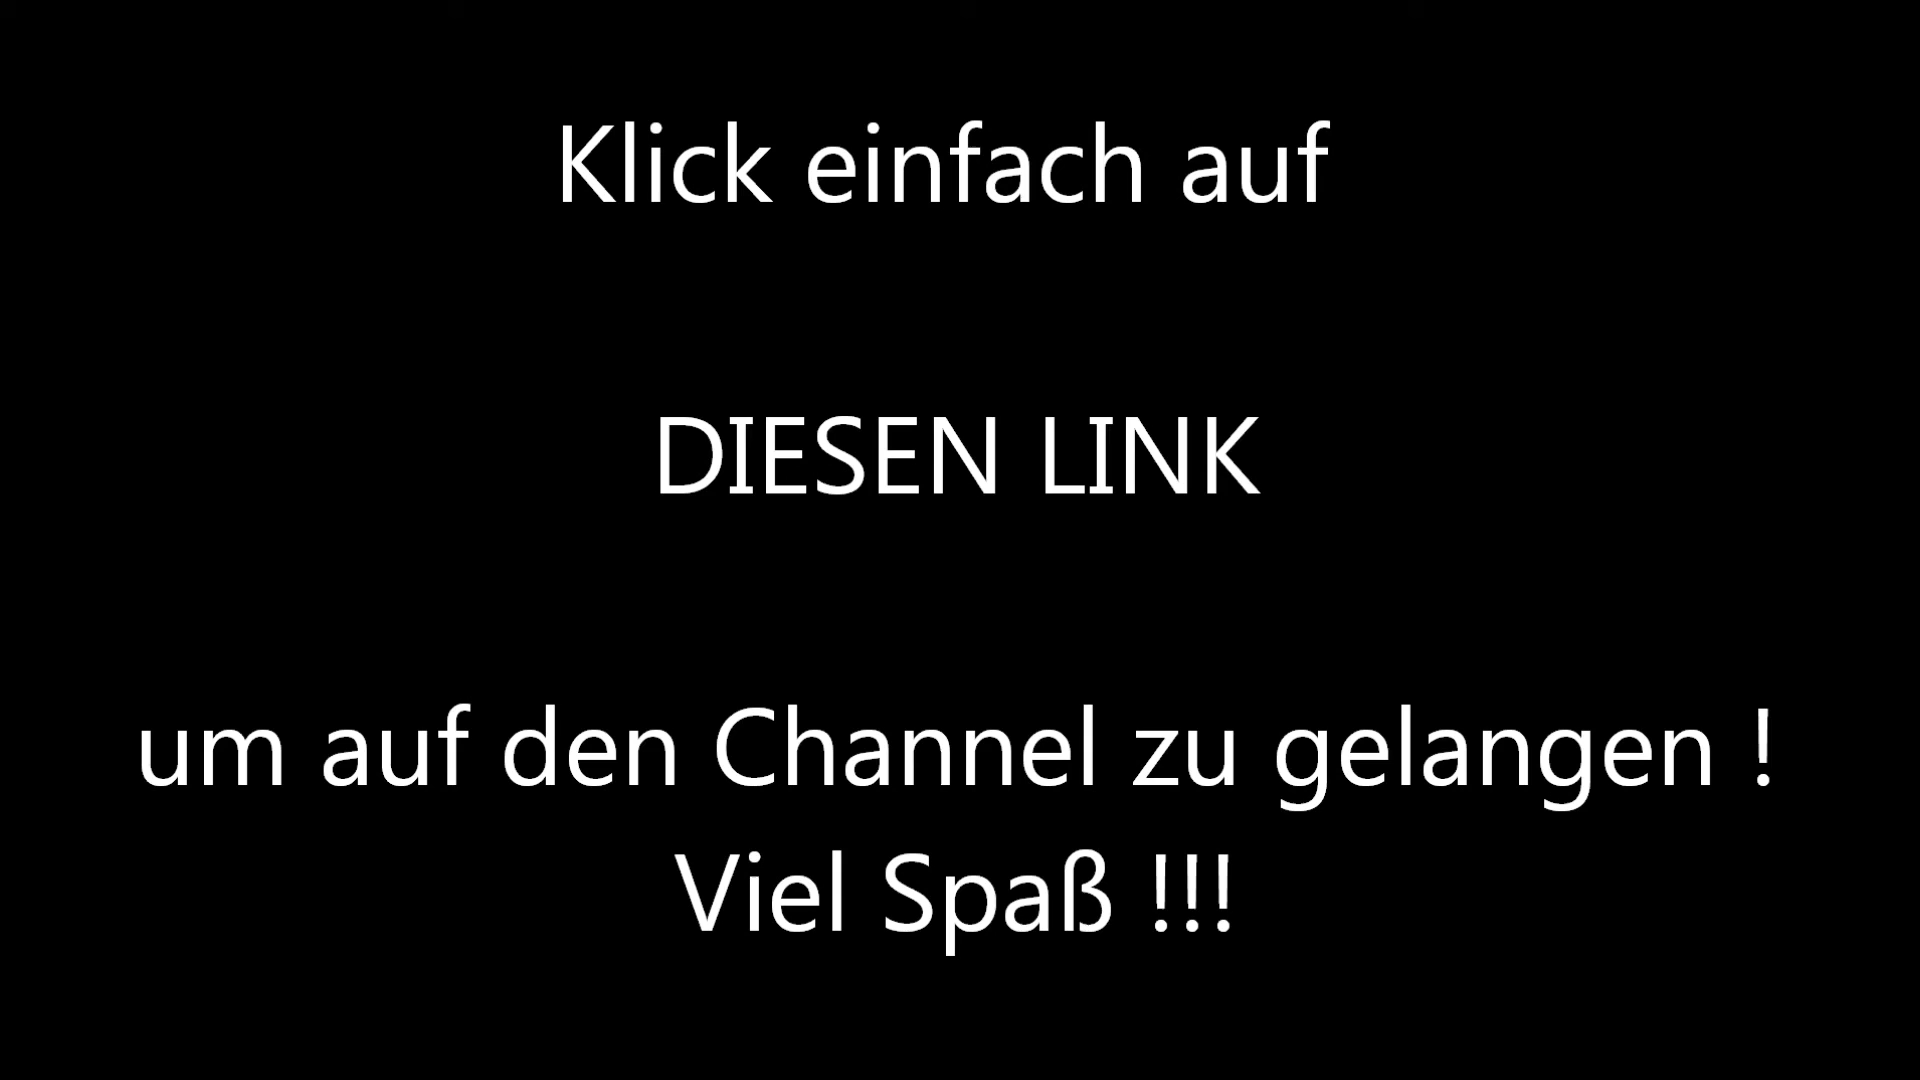 Klick einfach auf
DIESEN LINK
um auf den Channel zu gelangen !
Viel Spaß !!!